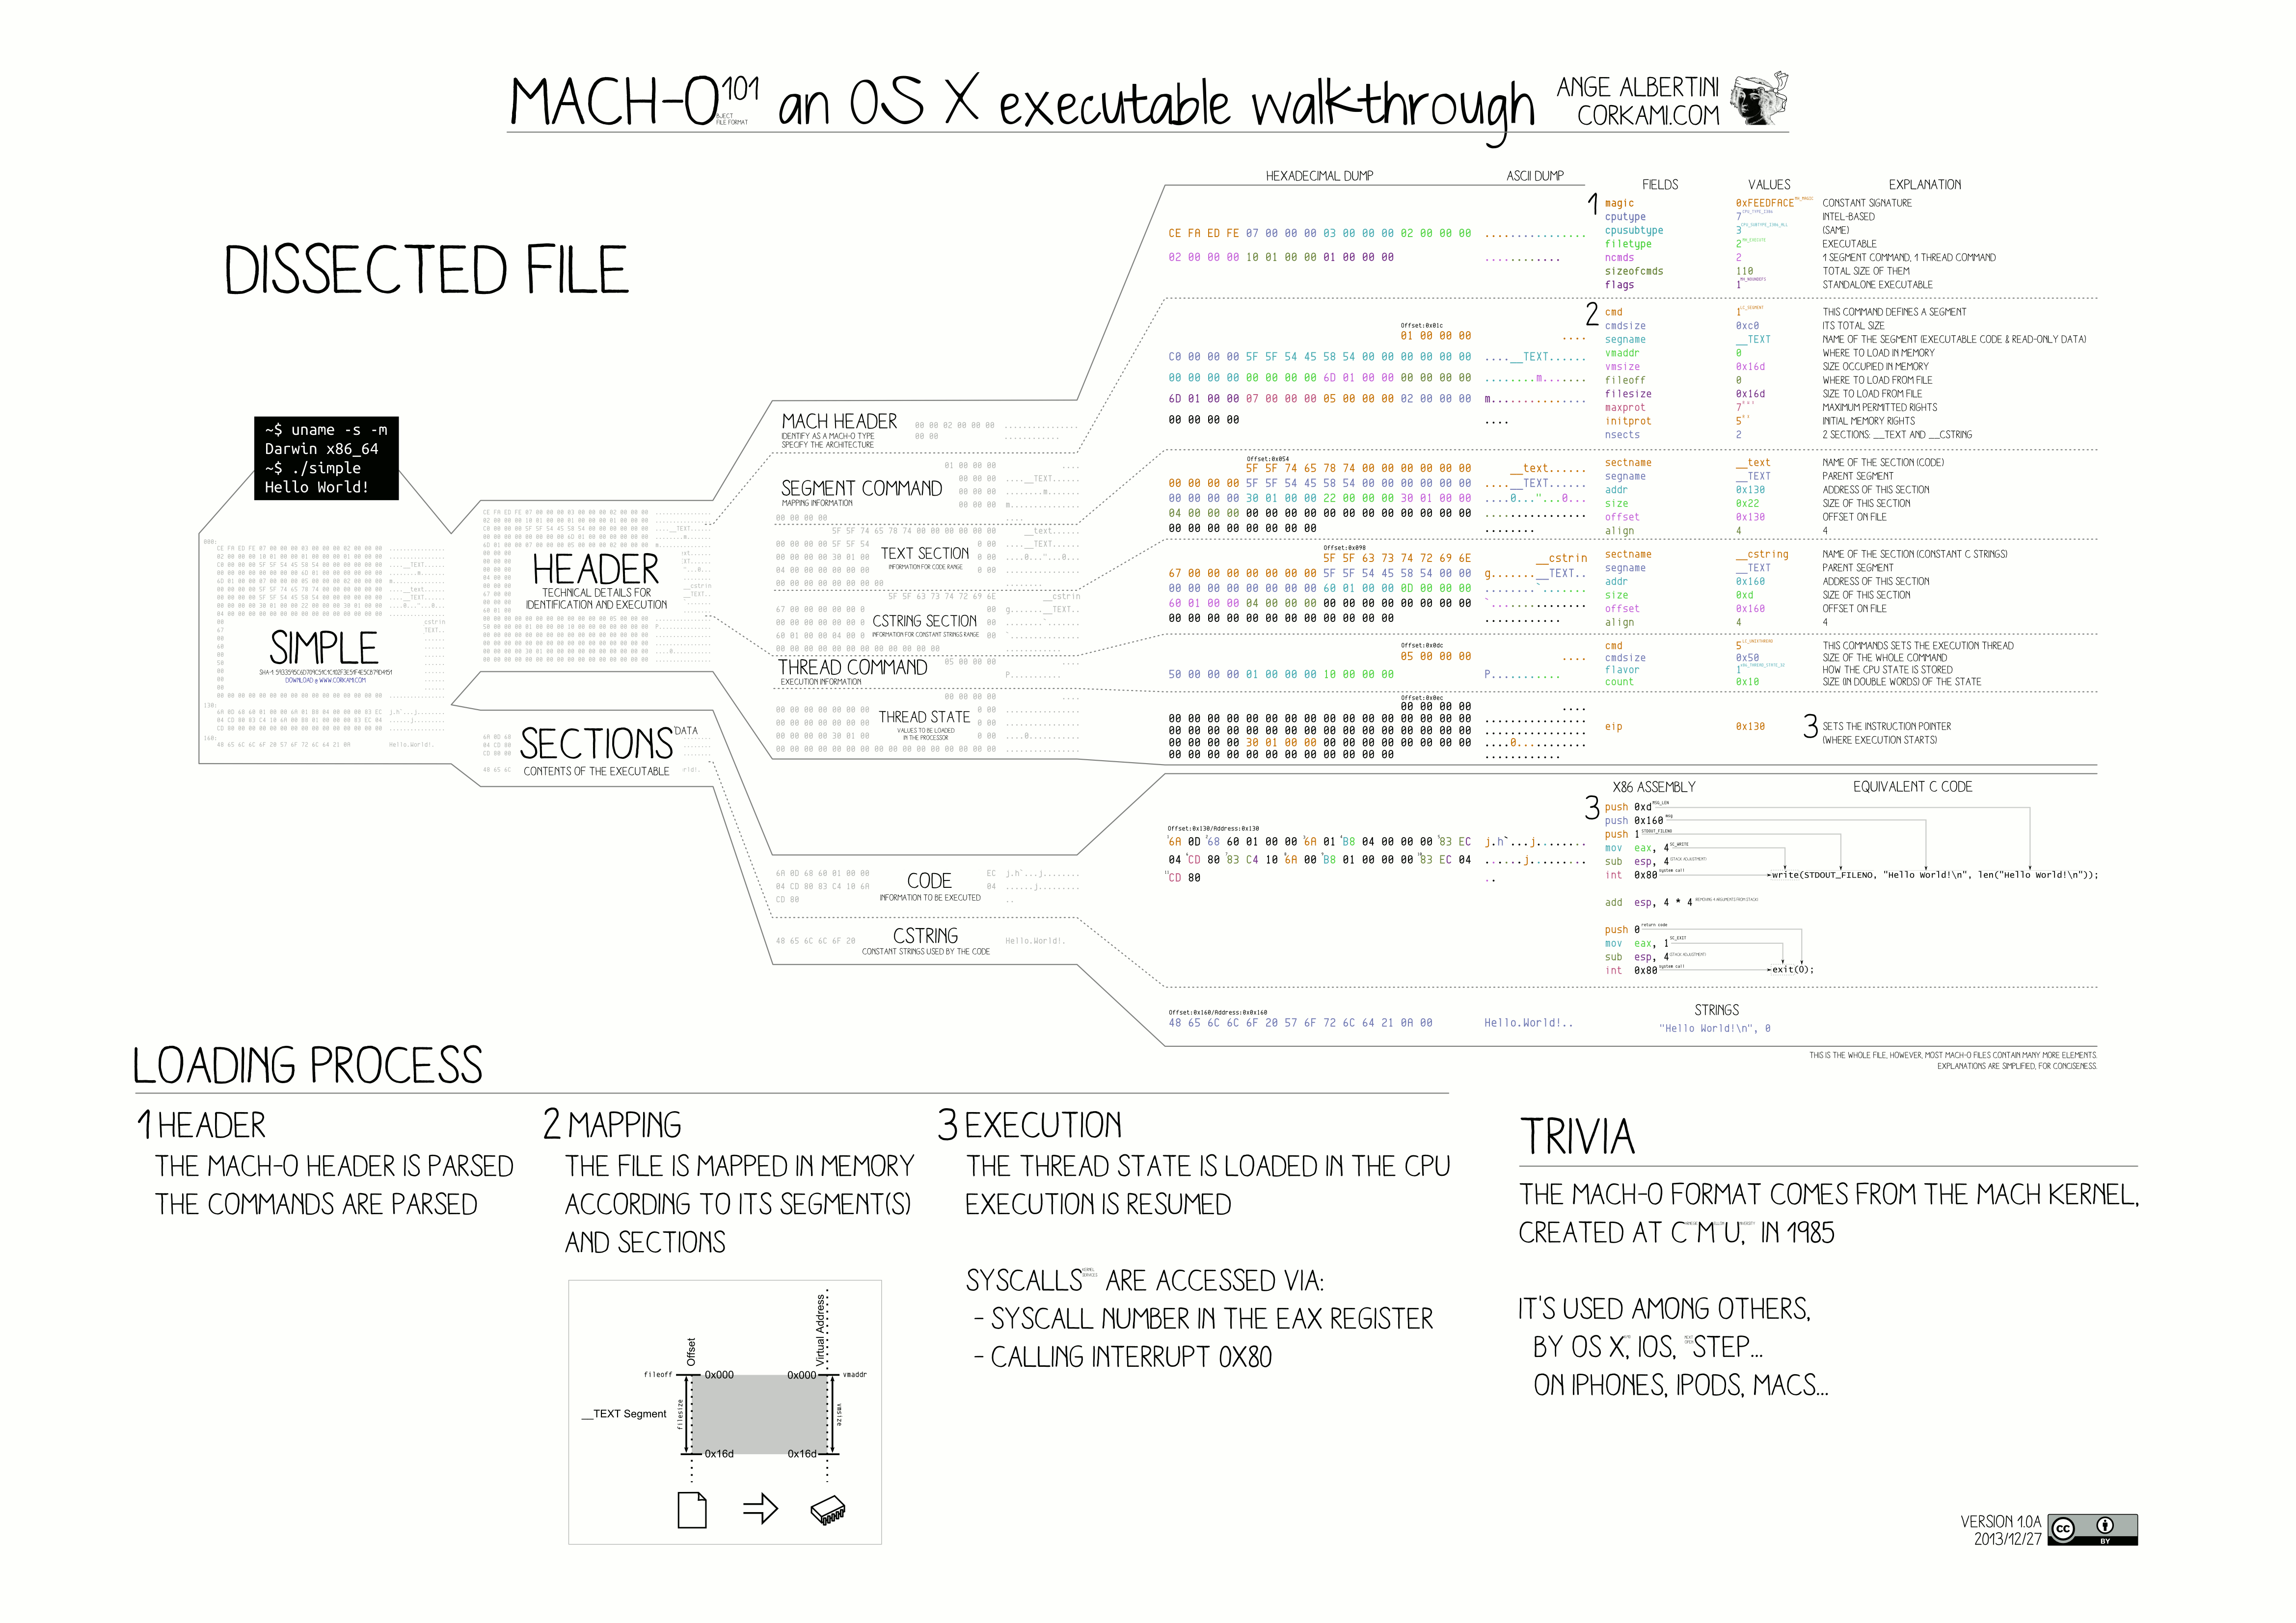 MACH-O101 an OS X executable walkthrough
OBJECT
FILE FORMAT
ANGE ALBERTINI
CORKAMI.COM
DISSECTED FILE
~$ uname -s -m
Darwin x86_64
~$ ./simple
Hello World!
SIMPLE
DOWNLOAD @ WWW.CORKAMI.COM
HEADER
TECHNICAL DETAILS FOR
IDENTIFICATION AND EXECUTION
SECTIONS DATA
CONTENTS OF THE EXECUTABLE
MACH HEADER
IDENTIFY AS A MACH-O TYPE
SPECIFY THE ARCHITECTURE
SEGMENT COMMAND
MAPPING INFORMATION
TEXT SECTION
INFORMATION FOR CODE RANGE
CSTRING SECTION
INFORMATION FOR CONSTANT STRINGS RANGE
THREAD COMMAND
EXECUTION INFORMATION
THREAD STATE
VALUES TO BE LOADED
IN THE PROCESSOR
CODE
INFORMATION TO BE EXECUTED
CSTRING
CONSTANT STRINGS USED BY THE CODE
HEXADECIMAL DUMP ASCII DUMP FIELDS VALUES EXPLANATION
CE FA ED FE 07 00 00 00 03 00 00 00 02 00 00 00 ................
02 00 00 00 10 01 00 00 01 00 00 00 ............
1
magic 0xFEEDFACE MH_MAGIC CONSTANT SIGNATURE
cputype 7 CPU_TYPE_I386 INTEL-BASED
cpusubtype 3 CPU_SUBTYPE_I386_ALL (SAME)
filetype 2 MH_EXECUTE EXECUTABLE
ncmds 2 1 SEGMENT COMMAND, 1 THREAD COMMAND
sizeofcmds 110 TOTAL SIZE OF THEM
flags 1 MH_NOUNDEFS STANDALONE EXECUTABLE
Offset:0x01c
01 00 00 00 ....
C0 00 00 00 5F 5F 54 45 58 54 00 00 00 00 00 00 ....__TEXT......
00 00 00 00 00 00 00 00 6D 01 00 00 00 00 00 00 ........m.......
6D 01 00 00 07 00 00 00 05 00 00 00 02 00 00 00 m...............
00 00 00 00 ....
2
cmd 1 LC_SEGMENT THIS COMMAND DEFINES A SEGMENT
cmdsize 0xc0 ITS TOTAL SIZE
segname __TEXT NAME OF THE SEGMENT (EXECUTABLE CODE & READ-ONLY DATA)
vmaddr 0 WHERE TO LOAD IN MEMORY
vmsize 0x16d SIZE OCCUPIED IN MEMORY
fileoff 0 WHERE TO LOAD FROM FILE
filesize 0x16d SIZE TO LOAD FROM FILE
maxprot 7 MAXIMUM PERMITTED RIGHTS
initprot 5 INITIAL MEMORY RIGHTS
nsects 2 2 SECTIONS: __TEXT AND __CSTRING
Offset:0x054
5F 5F 74 65 78 74 00 00 00 00 00 00 __text......
00 00 00 00 5F 5F 54 45 58 54 00 00 00 00 00 00 ....__TEXT......
00 00 00 00 30 01 00 00 22 00 00 00 30 01 00 00 ....0..."...0...
04 00 00 00 00 00 00 00 00 00 00 00 00 00 00 00 ................
00 00 00 00 00 00 00 00 ........
sectname __text NAME OF THE SECTION (CODE)
segname __TEXT PARENT SEGMENT
addr 0x130 ADDRESS OF THIS SECTION
size 0x22 SIZE OF THIS SECTION
offset 0x130 OFFSET ON FILE
align 4 4
Offset:0x098
5F 5F 63 73 74 72 69 6E __cstrin
67 00 00 00 00 00 00 00 5F 5F 54 45 58 54 00 00 g.......__TEXT..
00 00 00 00 00 00 00 00 60 01 00 00 0D 00 00 00 ........`.......
60 01 00 00 04 00 00 00 00 00 00 00 00 00 00 00 `...............
00 00 00 00 00 00 00 00 00 00 00 00 ............
sectname __cstring NAME OF THE SECTION (CONSTANT C STRINGS)
segname __TEXT PARENT SEGMENT
addr 0x160 ADDRESS OF THIS SECTION
size 0xd SIZE OF THIS SECTION
offset 0x160 OFFSET ON FILE
align 4 4
Offset:0x0dc
05 00 00 00 ....
50 00 00 00 01 00 00 00 10 00 00 00 P...........
cmd 5 LC_UNIXTHREAD THIS COMMANDS SETS THE EXECUTION THREAD
cmdsize 0x50 SIZE OF THE WHOLE COMMAND
flavor 1 HOW THE CPU STATE IS STORED
count 0x10 SIZE (IN DOUBLE WORDS) OF THE STATE
Offset:0x0ec
00 00 00 00 ....
00 00 00 00 00 00 00 00 00 00 00 00 00 00 00 00 ................
00 00 00 00 00 00 00 00 00 00 00 00 00 00 00 00 ................
00 00 00 00 30 01 00 00 00 00 00 00 00 00 00 00 ....0...........
00 00 00 00 00 00 00 00 00 00 00 00 ............
eip 0x130 3 SETS THE INSTRUCTION POINTER
(WHERE EXECUTION STARTS)
X86 ASSEMBLY EQUIVALENT C CODE
Offset:0x130/Address:0x130
6A 0D 68 60 01 00 00 6A 01 B8 04 00 00 00 83 EC j.h`...j........
04 CD 80 83 C4 10 6A 00 B8 01 00 00 00 83 EC 04 ......j.........
CD 80 ..
3
push 0xd MSG_LEN
push 0x160 msg
push 1 STDOUT_FILENO
mov eax, 4 SC_WRITE
sub esp, 4 (STACK ADJUSTMENT)
int 0x80 system call write(STDOUT_FILENO, "Hello World!\n", len("Hello World!\n"));
add esp, 4 * 4 (REMOVING 4 ARGUMENTS FROM STACK)
push 0 return code
mov eax, 1 SC_EXIT
sub esp, 4 (STACK ADJUSTMENT)
int 0x80 system call exit(0);
Offset:0x160/Address:0x0x160
48 65 6C 6C 6F 20 57 6F 72 6C 64 21 0A 00 Hello.World!..
STRINGS
"Hello World!\n", 0
THIS IS THE WHOLE FILE, HOWEVER, MOST MACH-O FILES CONTAIN MANY MORE ELEMENTS.
EXPLANATIONS ARE SIMPLIFIED, FOR CONCISENESS.
LOADING PROCESS
1 HEADER
THE MACH-O HEADER IS PARSED
THE COMMANDS ARE PARSED
2 MAPPING
THE FILE IS MAPPED IN MEMORY
ACCORDING TO ITS SEGMENT(S)
AND SECTIONS
Offset
Virtual Address
fileoff 0x000 0x000 vmaddr
__TEXT Segment
filesize
vmsize
0x16d 0x16d
3 EXECUTION
THE THREAD STATE IS LOADED IN THE CPU
EXECUTION IS RESUMED
SYSCALLS KERNEL SERVICES ARE ACCESSED VIA:
- SYSCALL NUMBER IN THE EAX REGISTER
- CALLING INTERRUPT 0X80
TRIVIA
THE MACH-O FORMAT COMES FROM THE MACH KERNEL,
CREATED AT CMU, IN 1985
IT'S USED AMONG OTHERS,
BY OS X, IOS, STEP...
ON IPHONES, IPODS, MACS...
VERSION 1.0A
2013/12/27
cc
BY